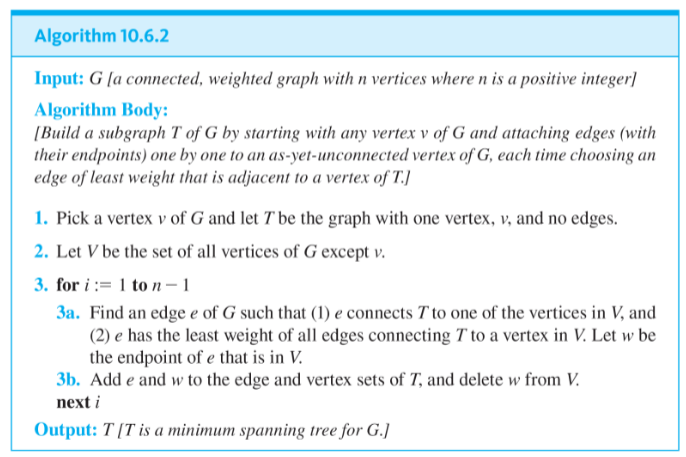 Algorithm 10.6.2
Input: G [a connected, weighted graph with n vertices where n is a positive integer]
Algorithm Body:
[Build a subgraph T of G by starting with any vertex v of G and attaching edges (with
their endpoints) one by one to an as-yet-unconnected vertex of G, each time choosing an
edge of least weight that is adjacent to a vertex of T.]
1. Pick a vertex v of G and let T be the graph with one vertex, v, and no edges.
2. Let V be the set of all vertices of G except v.
3. for i := 1 to n − 1
3a. Find an edge e of G such that (1) e connects T to one of the vertices in V, and
(2) e has the least weight of all edges connecting T to a vertex in V. Let w be
the endpoint of e that is in V.
3b. Add e and w to the edge and vertex sets of T, and delete w from V.
next i
Output: T [T is a minimum spanning tree for G.]